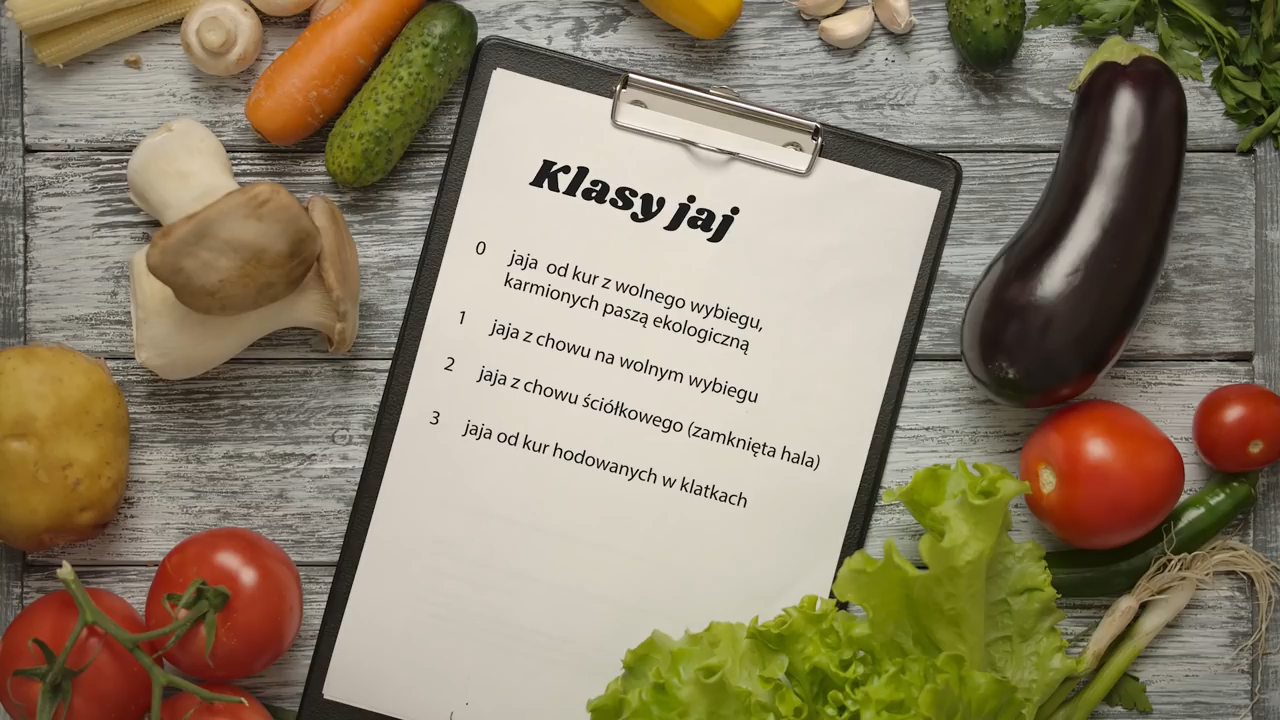 Klasy jaj
0 jaja od kur z wolnego wybiegu,
karmionych paszą ekologiczną
1 jaja z chowu na wolnym wybiegu
2 jaja z chowu ściółkowego (zamknięta hala)
3 jaja od kur hodowanych w klatkach